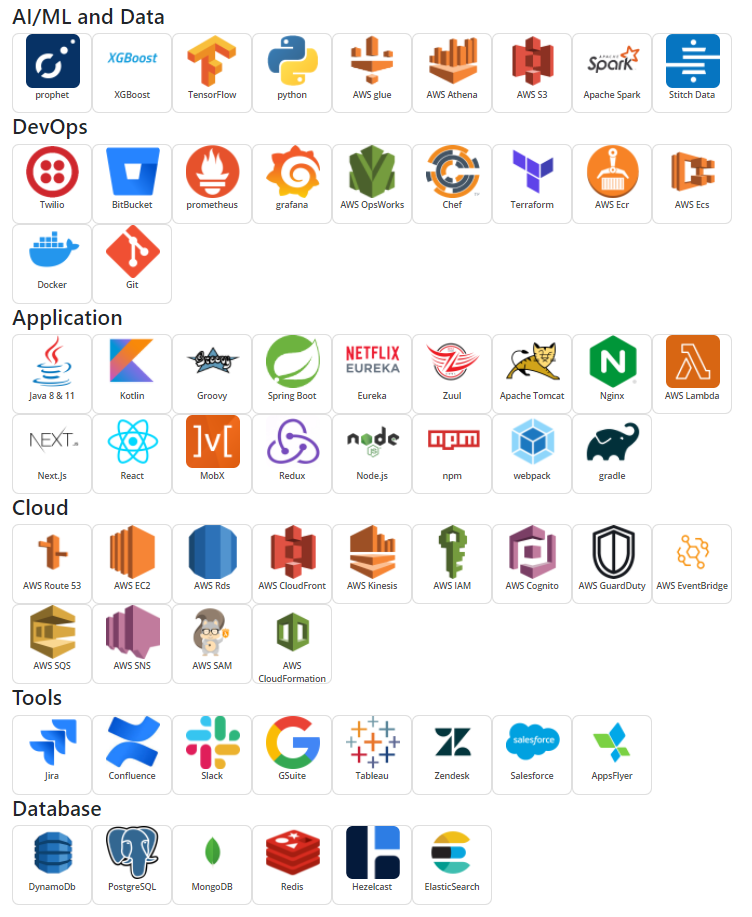 AI/ML and Data
XGBoost
APACHE
Spark
prophet XGBoost TensorFlow python AWS glue AWS Athena AWS S3 Apache Spark Stitch Data
DevOps
Twilio BitBucket prometheus grafana AWS OpsWorks Chef Terraform AWS Ecr AWS Ecs
Docker Git
Application
Groovy
NETFLIX
EUREKA
Java 8 & 11 Kotlin Groovy Spring Boot Eureka Zuul Apache Tomcat Nginx AWS Lambda
NEXT.JS
node
JS
npm
Next.Js React MobX Redux Node.js npm webpack gradle
Cloud
AWS Route 53 AWS EC2 AWS Rds AWS CloudFront AWS Kinesis AWS IAM AWS Cognito AWS GuardDuty AWS EventBridge
AWS SQS AWS SNS AWS SAM AWS
CloudFormation
Tools
salesforce
Jira Confluence Slack GSuite Tableau Zendesk Salesforce AppsFlyer
Database
DynamoDb PostgreSQL MongoDB Redis Hezelcast ElasticSearch